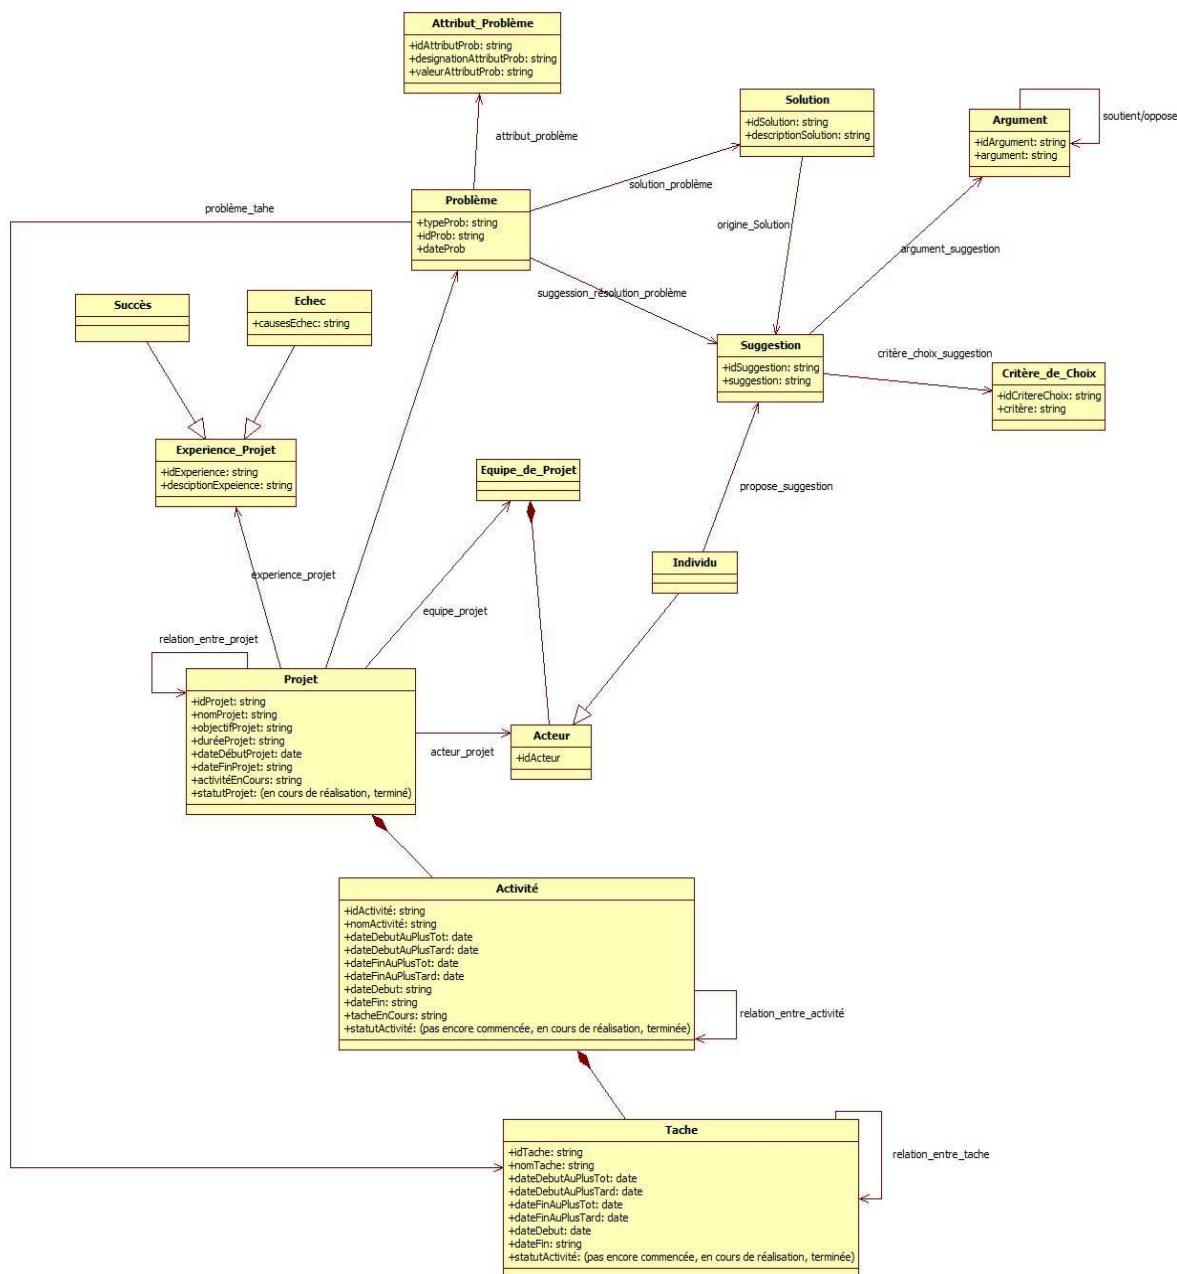 Attribut_Problème
+idAttributProb: string
+designationAttributProb: string
+valeurAttributProb: string
attribut_problème
Solution
+idSolution: string
+descriptionSolution: string
Argument
+idArgument: string
+argument: string
soutient/oppose
Problème
+typeProb: string
+idProb: string
+dateProb
problème_tahe
solution_problème
origine_Solution
argument_suggestion
suggession_résolution_problème
Succès
Echec
+causesEchec: string
Suggestion
+idSuggestion: string
+suggestion: string
critère_choix_suggestion
Critère_de_Choix
+idCritereChoix: string
+critère: string
Experience_Projet
+idExperience: string
+desciptionExpeience: string
Equipe_de_Projet
propose_suggestion
Individu
experience_projet
equipe_projet
relation_entre_projet
Projet
+idProjet: string
+nomProjet: string
+objectifProjet: string
+duréeProjet: string
+dateDébutProjet: date
+dateFinProjet: string
+activitéEnCours: string
+statutProjet: (en cours de réalisation, terminé)
acteur_projet
Acteur
+idActeur
Activité
+idActivité: string
+nomActivité: string
+dateDebutAuPlusTot: date
+dateDebutAuPlusTard: date
+dateFinAuPlusTot: date
+dateFinAuPlusTard: date
+dateDebut: string
+dateFin: string
+tacheEnCours: string
+statutActivité: (pas encore commencée, en cours de réalisation, terminée)
relation_entre_activité
Tache
+idTache: string
+nomTache: string
+dateDebutAuPlusTot: date
+dateDebutAuPlusTard: date
+dateFinAuPlusTot: date
+dateFinAuPlusTard: date
+dateDebut: date
+dateFin: string
+statutActivité: (pas encore commencée, en cours de réalisation, terminée)
relation_entre_tache